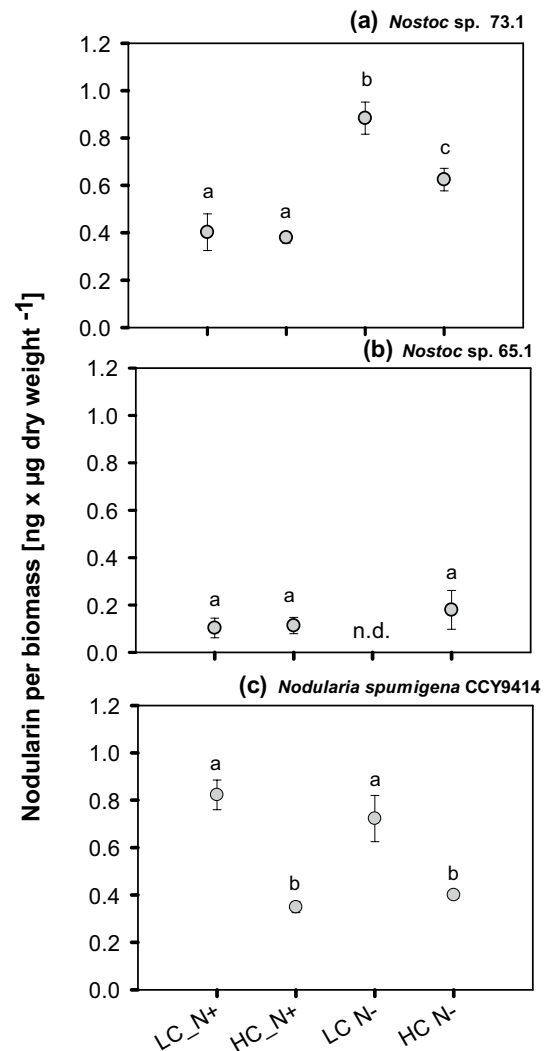 (a) Nostoc sp. 73.1
1.2
1.0
0.8
0.6
0.4
0.2
0.0
a
a
b
c
(b) Nostoc sp. 65.1
1.2
1.0
0.8
0.6
0.4
0.2
0.0
a
a
n.d.
a
(c) Nodularia spumigena CCY9414
1.2
1.0
0.8
0.6
0.4
0.2
0.0
a
b
a
b
LC_N+
HC_N+
LC N-
HC N-
Nodularin per biomass [ng x µg dry weight -1]